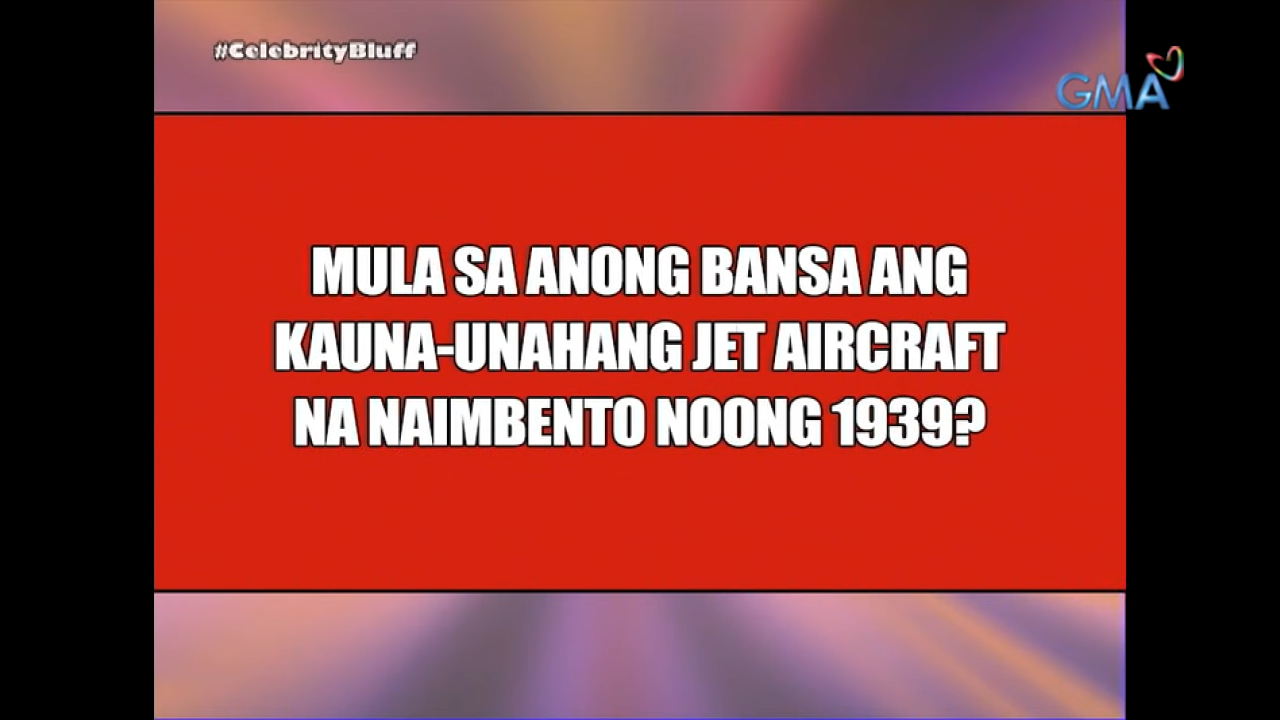 #CelebrityBluff
GMA
MULA SA ANONG BANSA ANG
KAUNA-UNAHANG JET AIRCRAFT
NA NAIMBENTO NOONG 1939?